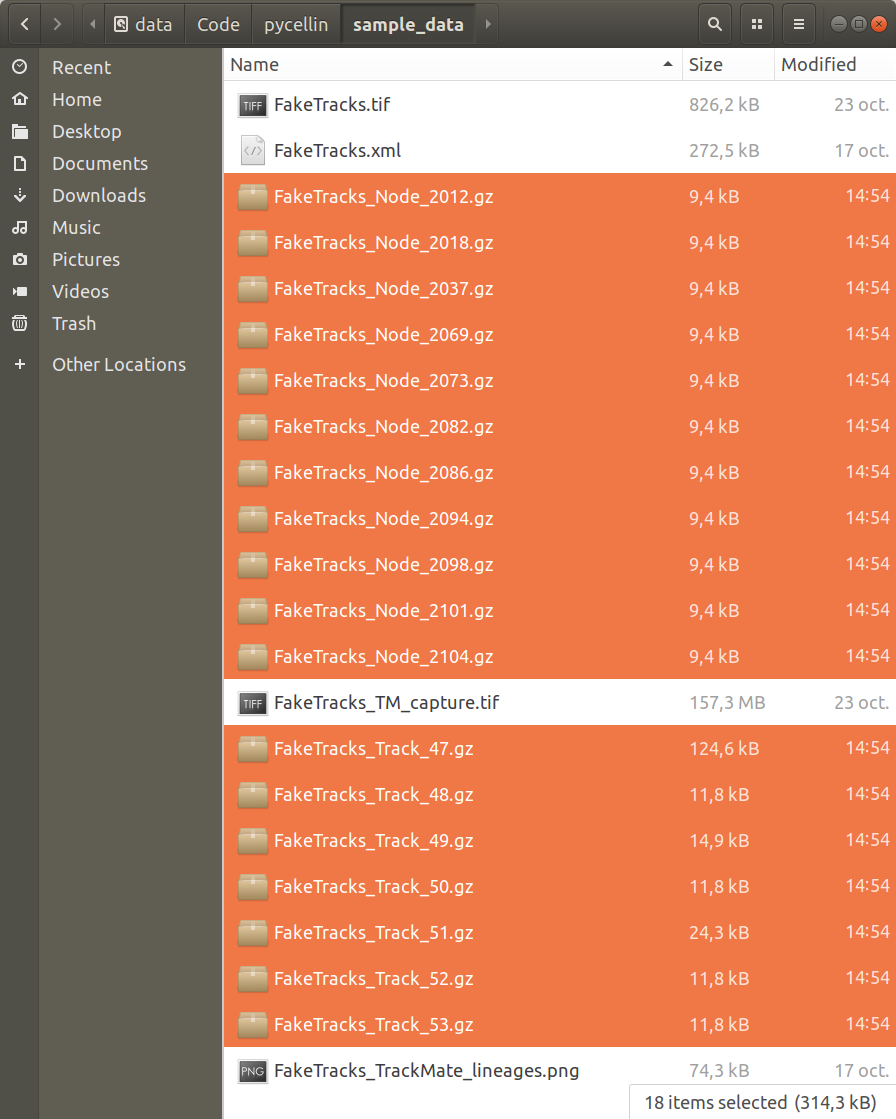 data Code pycellin sample_data
Recent
Home
Desktop
Documents
Downloads
Music
Pictures
Videos
Trash
Other Locations
Name Size Modified
TIFF FakeTracks.tif 826,2 kB 23 oct.
</> FakeTracks.xml 272,5 kB 17 oct.
FakeTracks_Node_2012.gz 9,4 kB 14:54
FakeTracks_Node_2018.gz 9,4 kB 14:54
FakeTracks_Node_2037.gz 9,4 kB 14:54
FakeTracks_Node_2069.gz 9,4 kB 14:54
FakeTracks_Node_2073.gz 9,4 kB 14:54
FakeTracks_Node_2082.gz 9,4 kB 14:54
FakeTracks_Node_2086.gz 9,4 kB 14:54
FakeTracks_Node_2094.gz 9,4 kB 14:54
FakeTracks_Node_2098.gz 9,4 kB 14:54
FakeTracks_Node_2101.gz 9,4 kB 14:54
FakeTracks_Node_2104.gz 9,4 kB 14:54
TIFF FakeTracks_TM_capture.tif 157,3 MB 23 oct.
FakeTracks_Track_47.gz 124,6 kB 14:54
FakeTracks_Track_48.gz 11,8 kB 14:54
FakeTracks_Track_49.gz 14,9 kB 14:54
FakeTracks_Track_50.gz 11,8 kB 14:54
FakeTracks_Track_51.gz 24,3 kB 14:54
FakeTracks_Track_52.gz 11,8 kB 14:54
FakeTracks_Track_53.gz 11,8 kB 14:54
PNG FakeTracks_TrackMate_lineages.png 74,3 kB 17 oct.
18 items selected (314,3 kB)